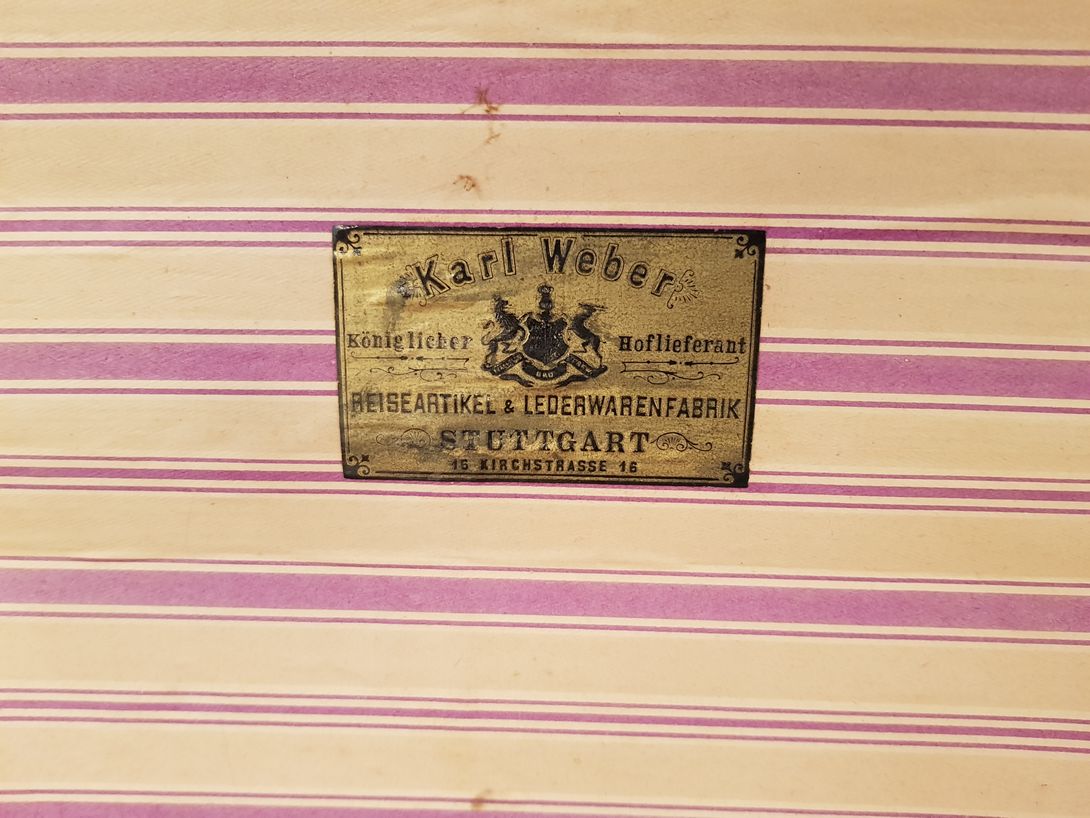 Karl Weber
Königlicher Hoflieferant
REISEARTIKEL & LEDERWARENFABRIK
STUTTGART
16 KIRCHSTRASSE 16